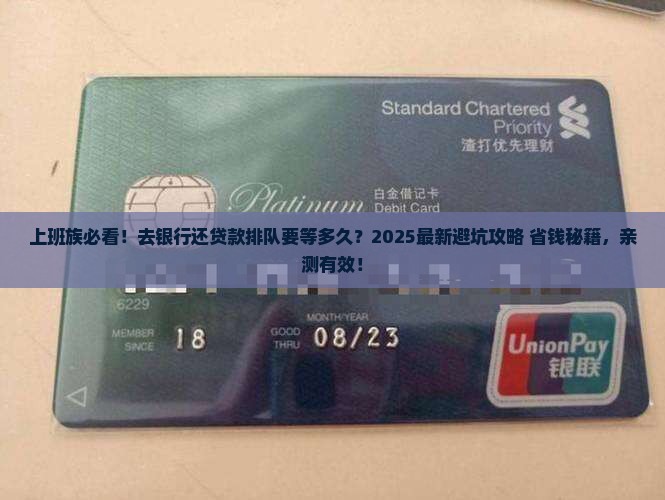 Standard Chartered
Priority
渣打优先理财
Platinum 白金借记卡
Debit Card
上班族必看！去银行还贷款排队要等多久？2025最新避坑攻略 省钱秘籍，亲
测有效！
6229
MONTH/YEAR
MEMBER SINCE 18 GOOD THRU 08/23
UnionPay
银联